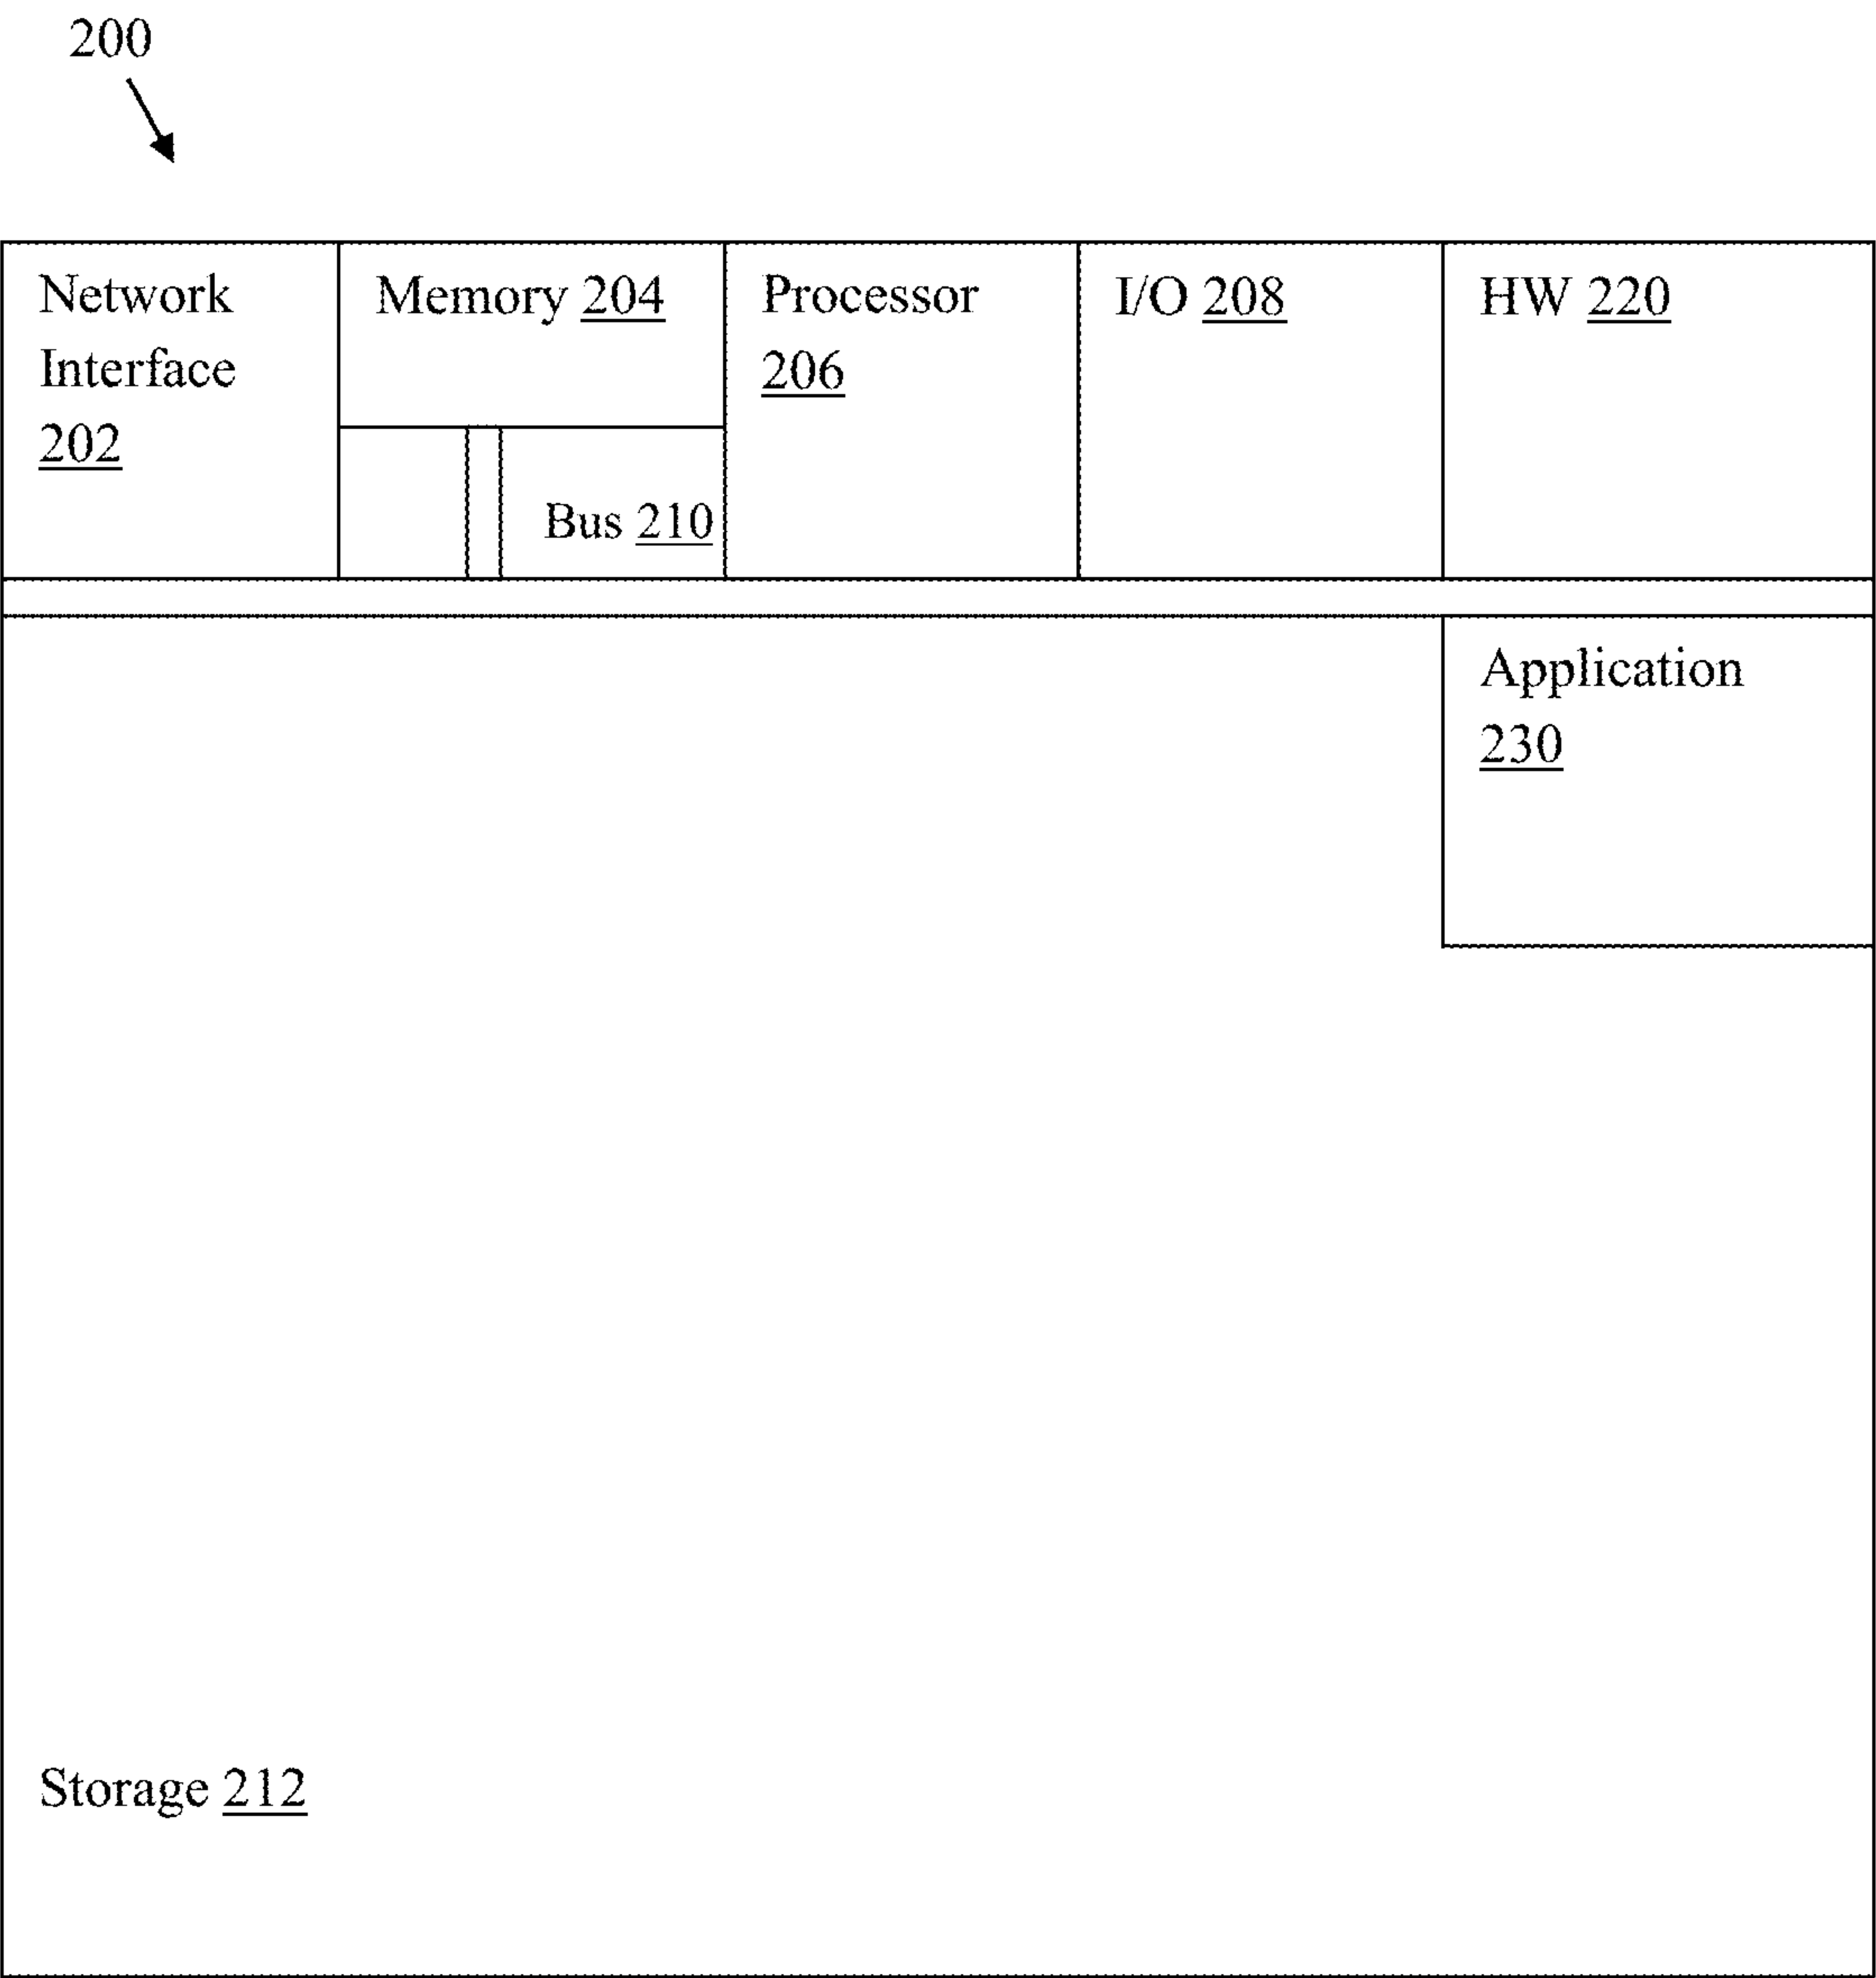 200
Network
Interface
202
Memory 204
Processor
206
I/O 208
HW 220
Bus 210
Application
230
Storage 212